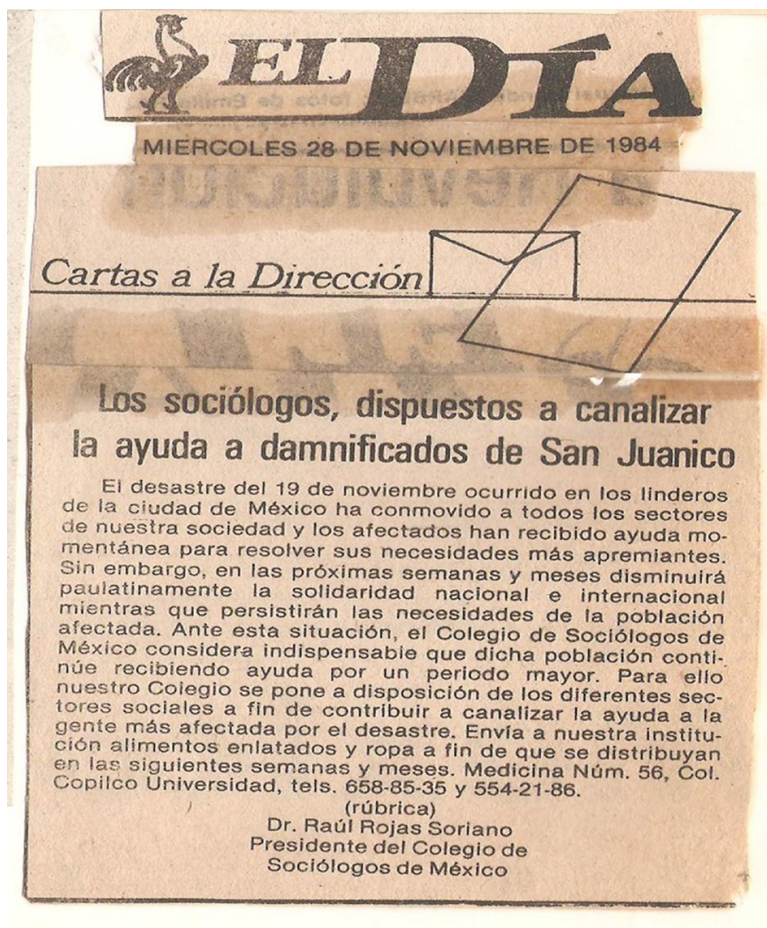 EL DÍA
MIERCOLES 28 DE NOVIEMBRE DE 1984
Cartas a la Dirección
Los sociólogos, dispuestos a canalizar
la ayuda a damnificados de San Juanico
El desastre del 19 de noviembre ocurrido en los linderos
de la ciudad de México ha conmovido a todos los sectores
de nuestra sociedad y los afectados han recibido ayuda mo-
mentánea para resolver sus necesidades más apremiantes.
Sin embargo, en las próximas semanas y meses disminuirá
paulatinamente la solidaridad nacional e internacional
mientras que persistirán las necesidades de la población
afectada. Ante esta situación, el Colegio de Sociólogos de
México considera indispensable que dicha población conti-
núe recibiendo ayuda por un periodo mayor. Para ello
nuestro Colegio se pone a disposición de los diferentes sec-
tores sociales a fin de contribuir a canalizar la ayuda a la
gente más afectada por el desastre. Envía a nuestra institu-
ción alimentos enlatados y ropa a fin de que se distribuyan
en las siguientes semanas y meses. Medicina Núm. 56, Col.
Copilco Universidad, tels. 658-85-35 y 554-21-86.
(rúbrica)
Dr. Raúl Rojas Soriano
Presidente del Colegio de
Sociólogos de México